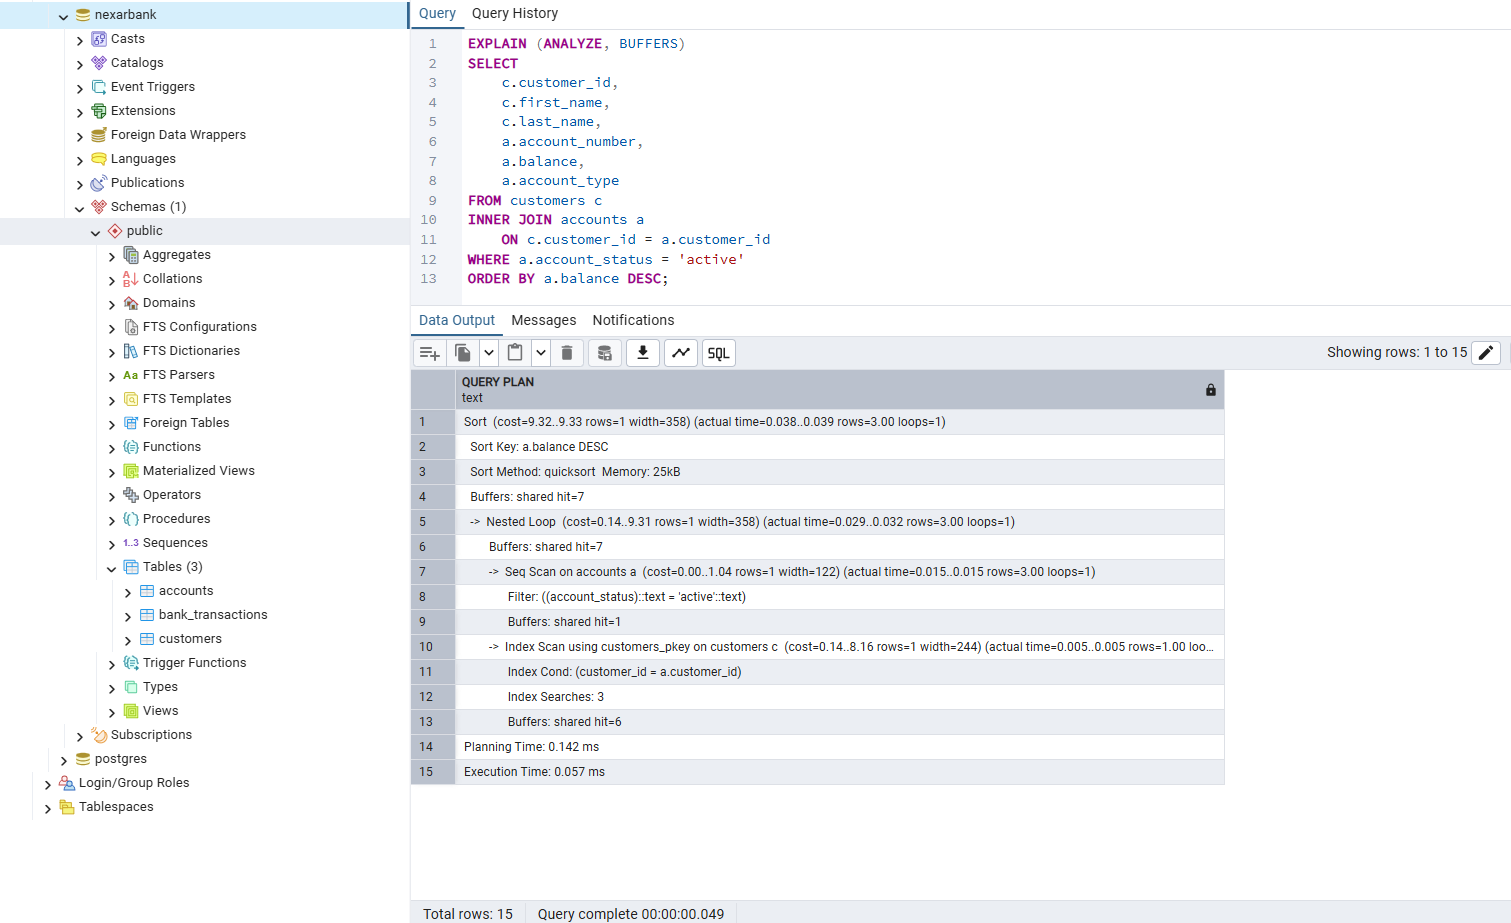 nexarbank
Casts
Catalogs
Event Triggers
Extensions
Foreign Data Wrappers
Languages
Publications
Schemas (1)
public
Aggregates
Collations
Domains
FTS Configurations
FTS Dictionaries
Aa FTS Parsers
FTS Templates
Foreign Tables
Functions
Materialized Views
Operators
Procedures
1..3 Sequences
Tables (3)
accounts
bank_transactions
customers
Trigger Functions
Types
Views
Subscriptions
postgres
Login/Group Roles
Tablespaces
Query Query History
1 EXPLAIN (ANALYZE, BUFFERS)
2 SELECT
3 c.customer_id,
4 c.first_name,
5 c.last_name,
6 a.account_number,
7 a.balance,
8 a.account_type
9 FROM customers c
10 INNER JOIN accounts a
11 ON c.customer_id = a.customer_id
12 WHERE a.account_status = 'active'
13 ORDER BY a.balance DESC;
Data Output Messages Notifications
SQL Showing rows: 1 to 15
QUERY PLAN
text
1 Sort (cost=9.32..9.33 rows=1 width=358) (actual time=0.038..0.039 rows=3.00 loops=1)
2 Sort Key: a.balance DESC
3 Sort Method: quicksort Memory: 25kB
4 Buffers: shared hit=7
5 -> Nested Loop (cost=0.14..9.31 rows=1 width=358) (actual time=0.029..0.032 rows=3.00 loops=1)
6 Buffers: shared hit=7
7 -> Seq Scan on accounts a (cost=0.00..1.04 rows=1 width=122) (actual time=0.015..0.015 rows=3.00 loops=1)
8 Filter: ((account_status)::text = 'active'::text)
9 Buffers: shared hit=1
10 -> Index Scan using customers_pkey on customers c (cost=0.14..8.16 rows=1 width=244) (actual time=0.005..0.005 rows=1.00 loo...
11 Index Cond: (customer_id = a.customer_id)
12 Index Searches: 3
13 Buffers: shared hit=6
14 Planning Time: 0.142 ms
15 Execution Time: 0.057 ms
Total rows: 15 Query complete 00:00:00.049